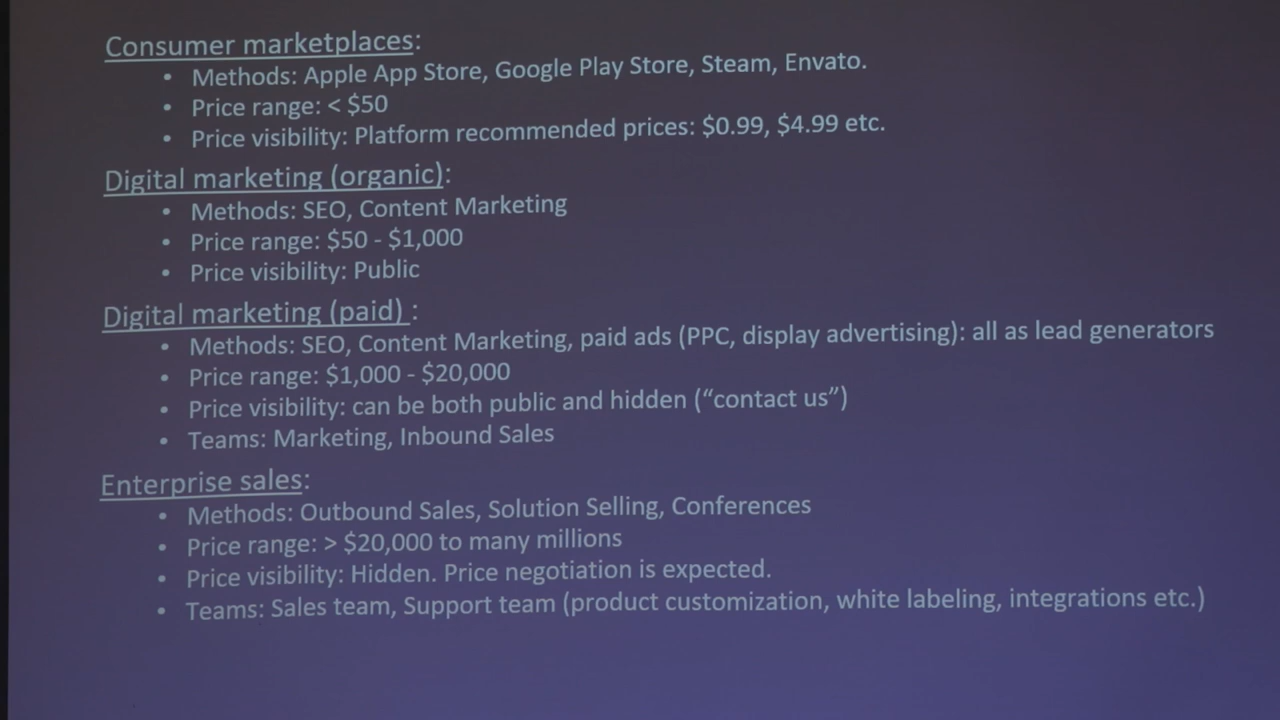 Consumer marketplaces:
• Methods: Apple App Store, Google Play Store, Steam, Envato.
• Price range: < $50
• Price visibility: Platform recommended prices: $0.99, $4.99 etc.
Digital marketing (organic):
• Methods: SEO, Content Marketing
• Price range: $50 - $1,000
• Price visibility: Public
Digital marketing (paid) :
• Methods: SEO, Content Marketing, paid ads (PPC, display advertising): all as lead generators
• Price range: $1,000 - $20,000
• Price visibility: can be both public and hidden (“contact us”)
• Teams: Marketing, Inbound Sales
Enterprise sales:
• Methods: Outbound Sales, Solution Selling, Conferences
• Price range: > $20,000 to many millions
• Price visibility: Hidden. Price negotiation is expected.
• Teams: Sales team, Support team (product customization, white labeling, integrations etc.)